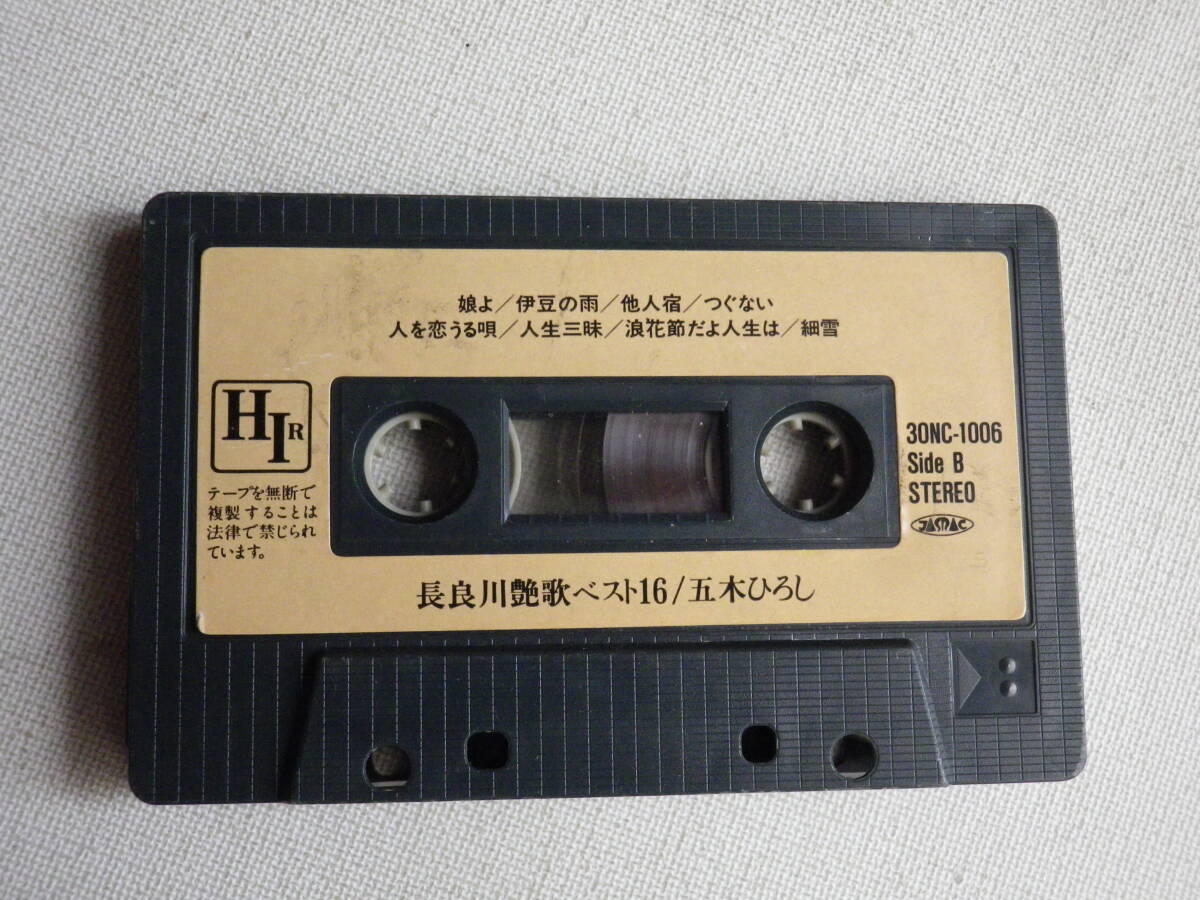 娘よ/伊豆の雨/他人宿/つぐない
人を恋うる唄/人生三昧/浪花節だよ人生は/細雪
HIR
テープを無断で
複製することは
法律で禁じられ
ています。
30NC-1006
Side B
STEREO
JASRAC
長良川艶歌ベスト16/五木ひろし